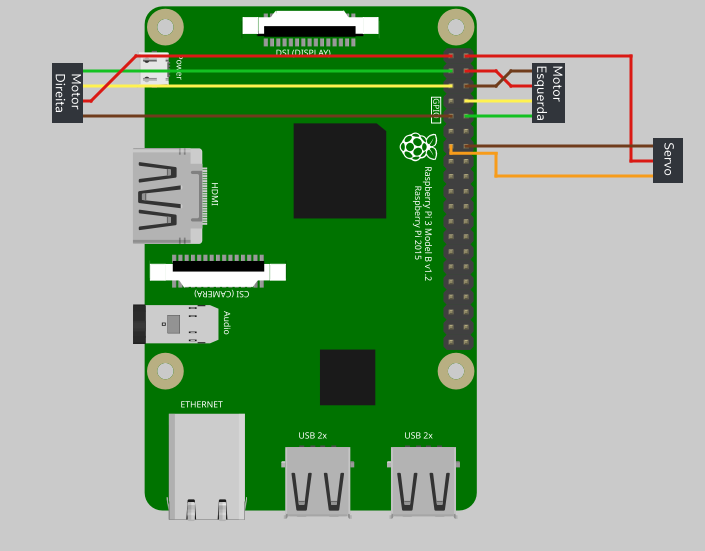 DSI (DISPLAY)
Power
Motor
Direita
Motor
Esquerda
GPIO
Servo
Raspberry Pi 3 Model B v1.2
Raspberry Pi 2015
HDMI
CSI (CAMERA)
Audio
ETHERNET
USB 2x
USB 2x